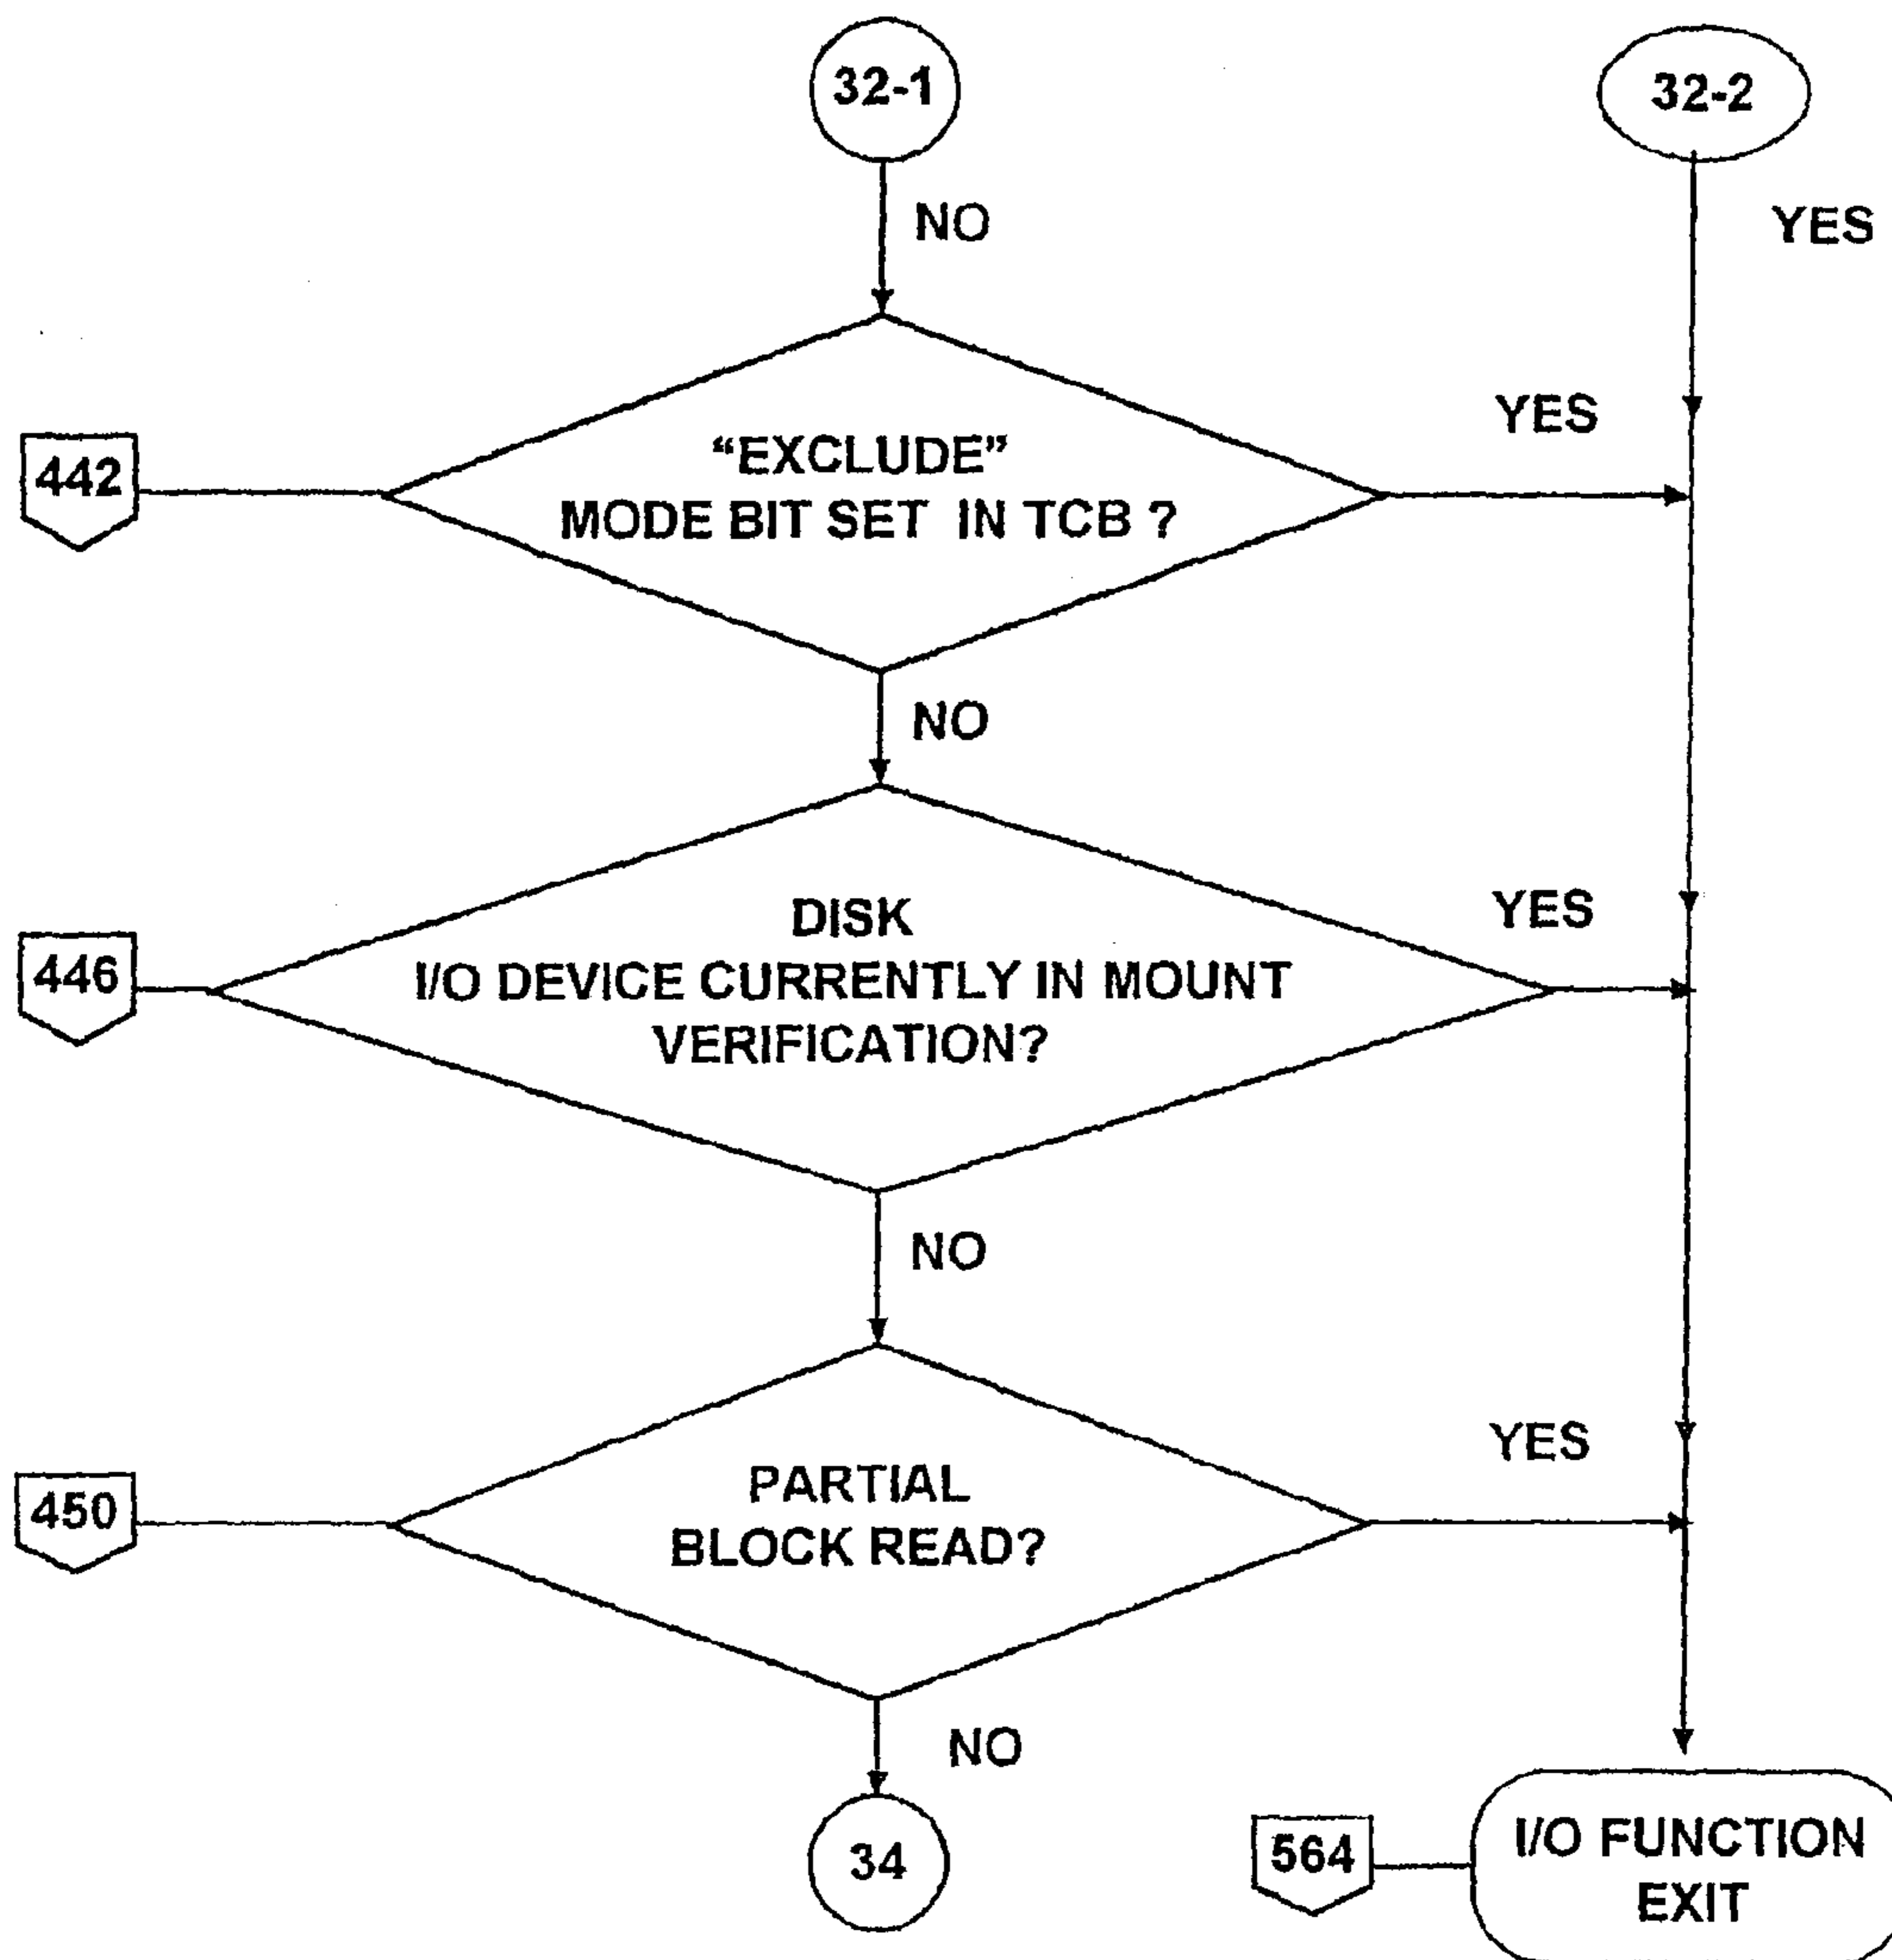 32-1
32-2
NO
YES
YES
442
“EXCLUDE”
MODE BIT SET IN TCB ?
NO
YES
446
DISK
I/O DEVICE CURRENTLY IN MOUNT
VERIFICATION?
NO
YES
450
PARTIAL
BLOCK READ?
NO
34
564
I/O FUNCTION
EXIT